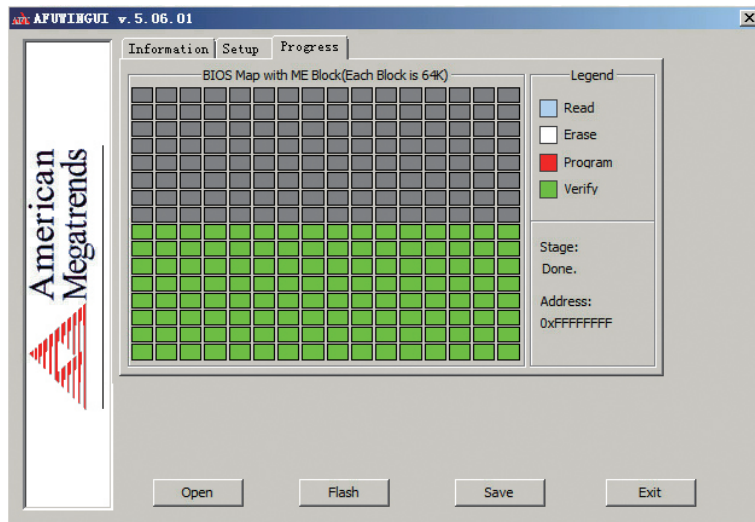 AFUWINGUI v.5.06.01
American
Megatrends
Information
Setup
Progress
BIOS Map with ME Block(Each Block is 64K)
Legend
Read
Erase
Program
Verify
Stage:
Done.
Address:
0xFFFFFFFF
Open
Flash
Save
Exit